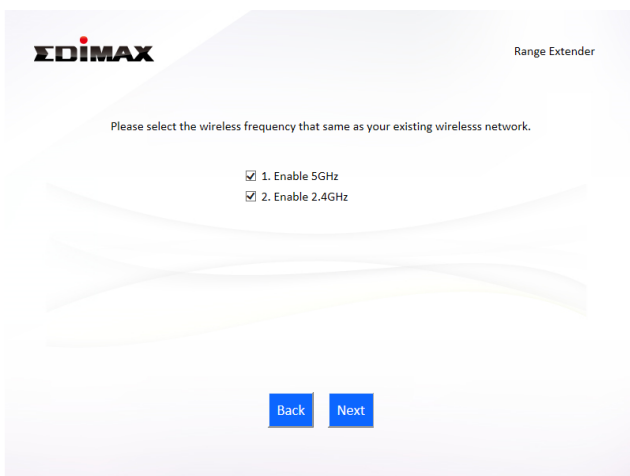 EDIMAX
Range Extender
Please select the wireless frequency that same as your existing wirelesss network.
1. Enable 5GHz
2. Enable 2.4GHz
Back
Next